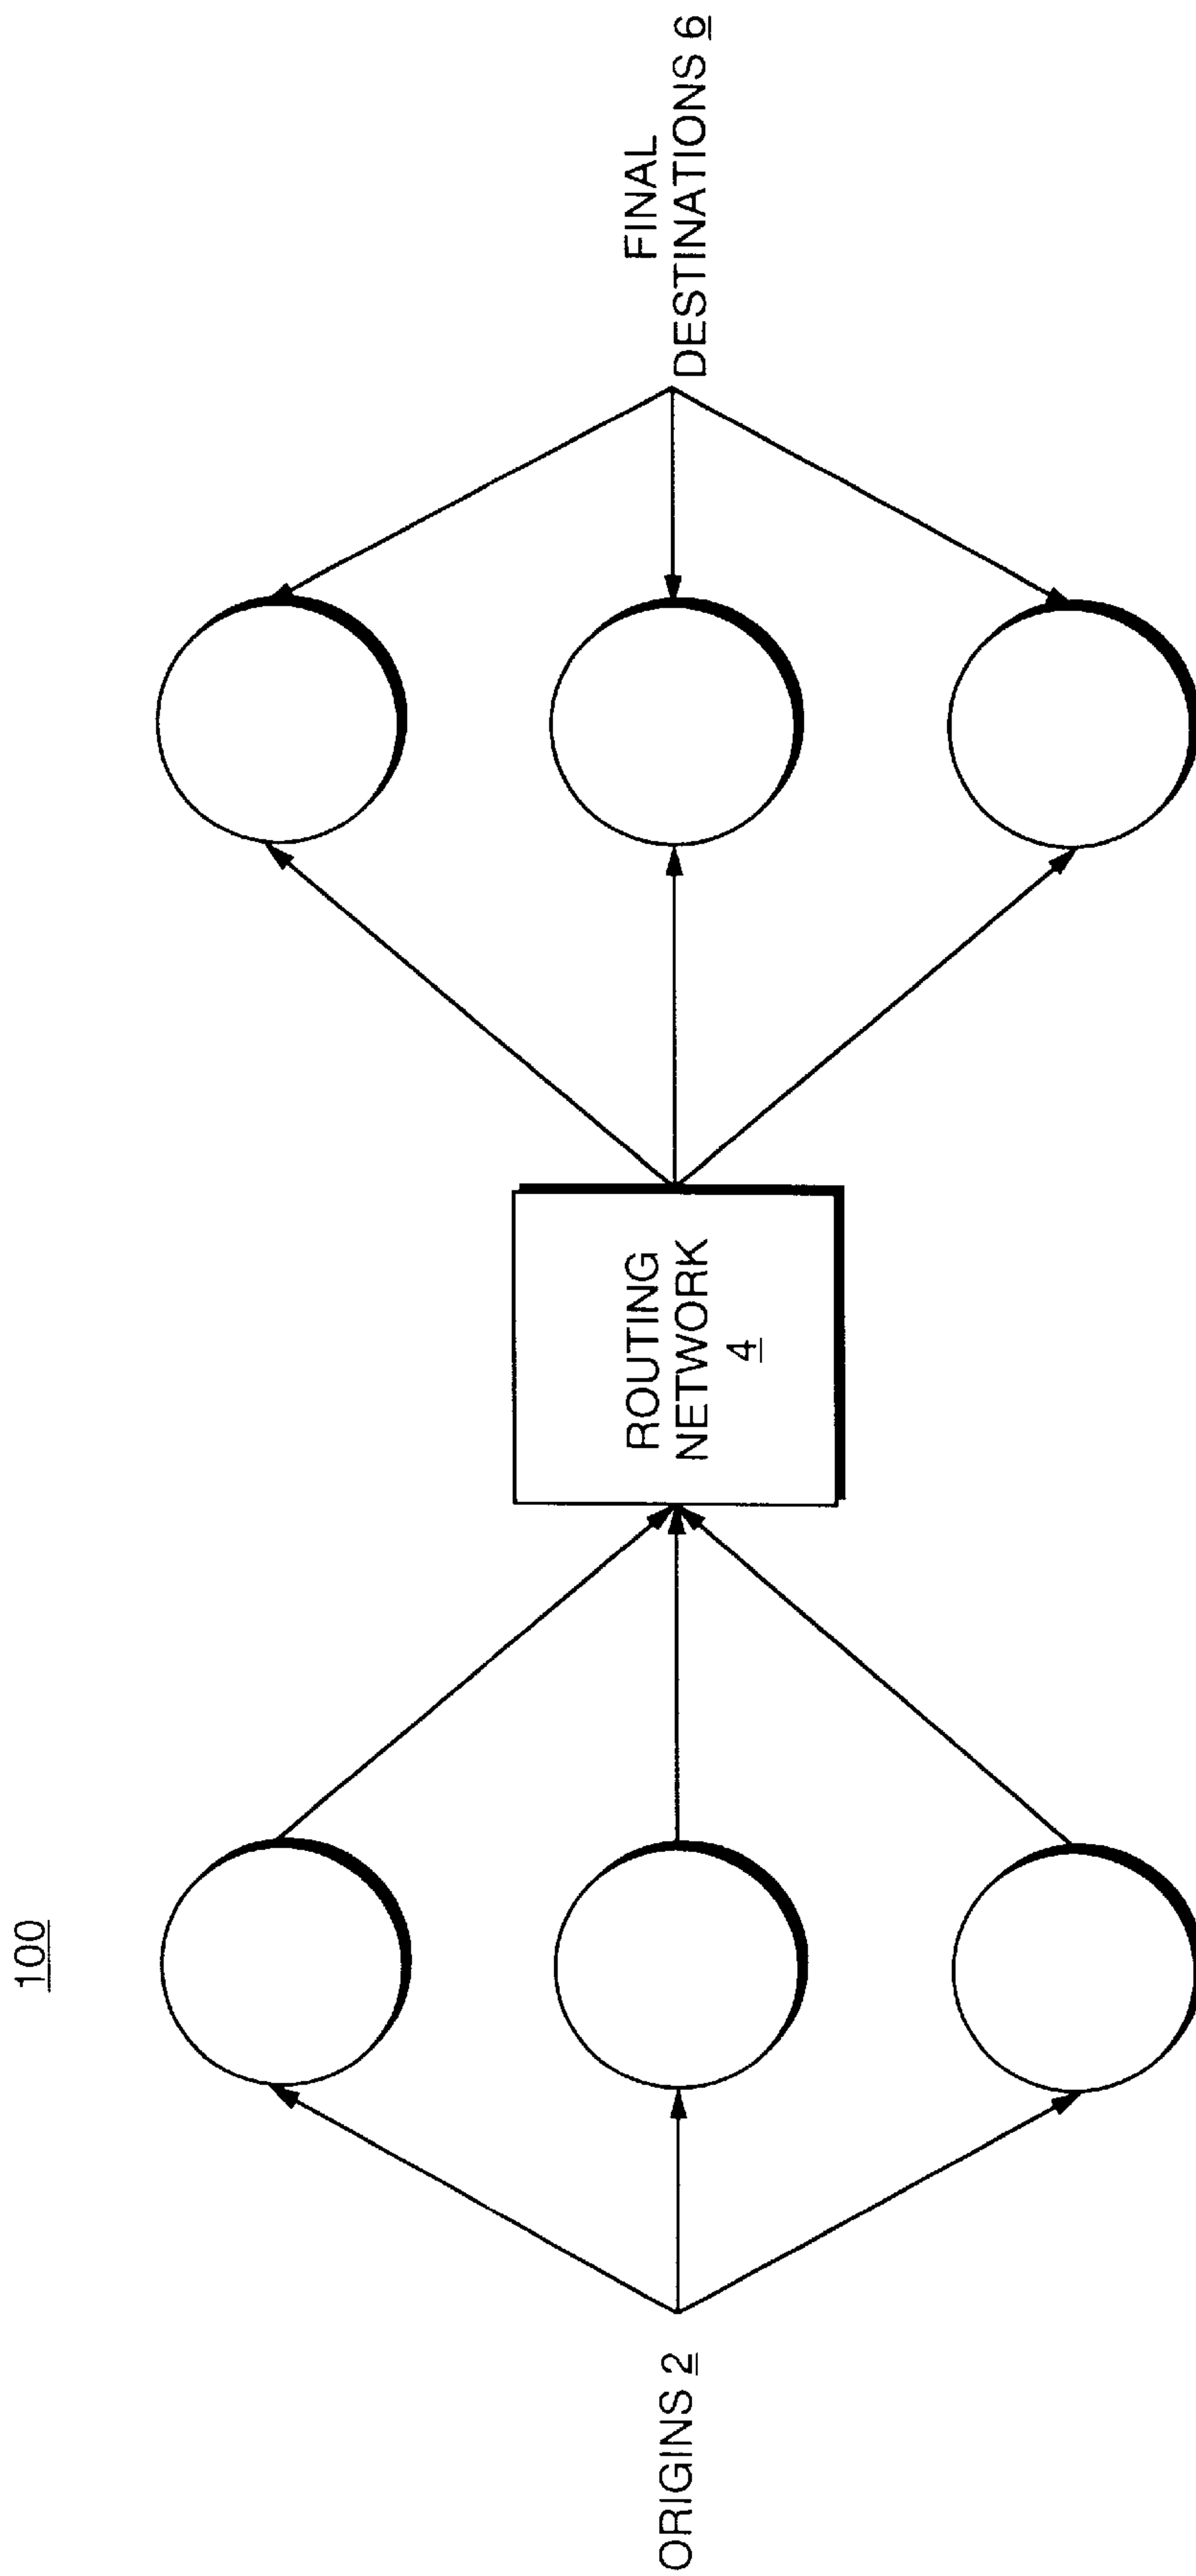 100
ORIGINS 2
ROUTING
NETWORK
4
FINAL
DESTINATIONS 6